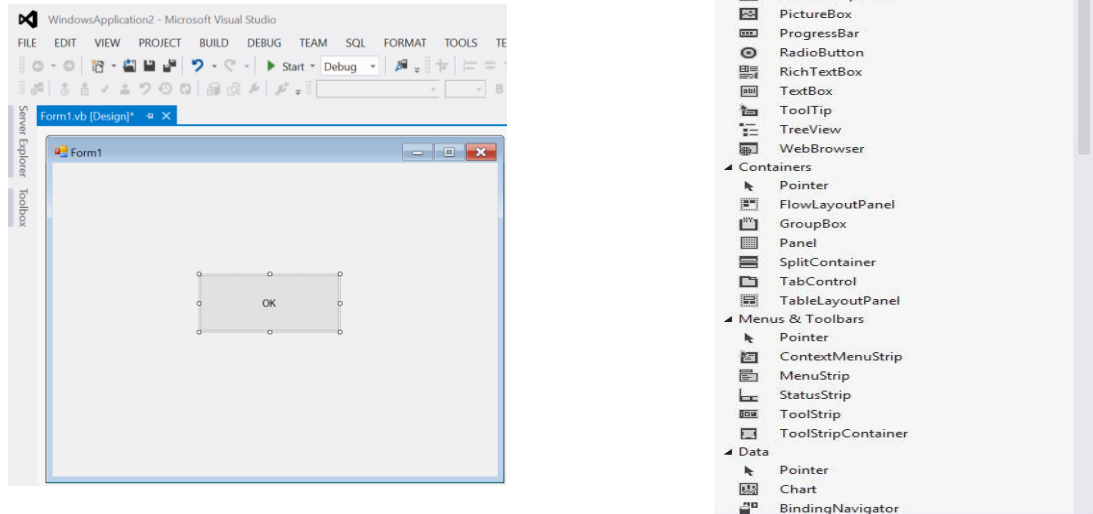 WindowsApplication2 - Microsoft Visual Studio
FILE EDIT VIEW PROJECT BUILD DEBUG TEAM SQL FORMAT TOOLS TE
Start Debug
B
Server Explorer
Toolbox
Form1.vb [Design]*
Form1
OK
PictureBox
ProgressBar
RadioButton
RichTextBox
TextBox
ToolTip
TreeView
WebBrowser
Containers
Pointer
FlowLayoutPanel
GroupBox
Panel
SplitContainer
TabControl
TableLayoutPanel
Menus & Toolbars
Pointer
ContextMenuStrip
MenuStrip
StatusStrip
ToolStrip
ToolStripContainer
Data
Pointer
Chart
BindingNavigator